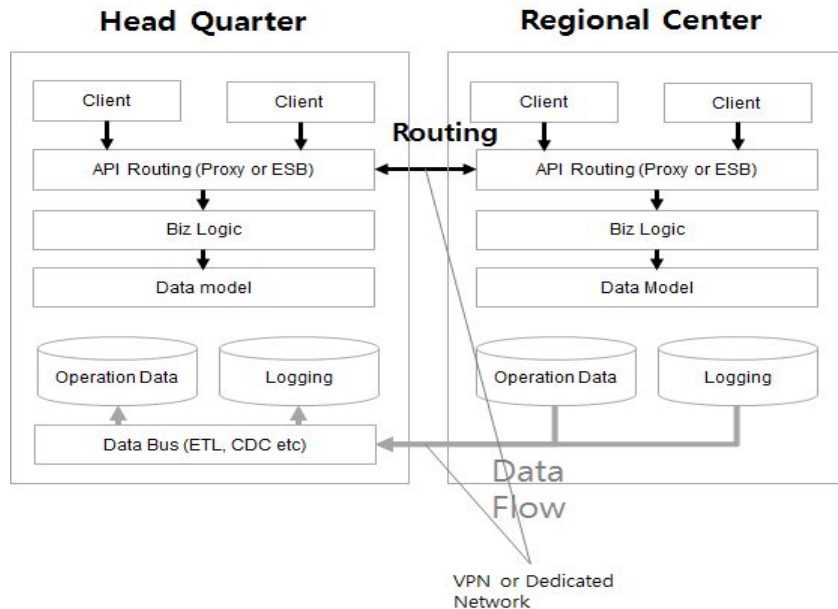 Head Quarter
Regional Center
Client
Client
Client
Client
Routing
API Routing (Proxy or ESB)
API Routing (Proxy or ESB)
Biz Logic
Biz Logic
Data model
Data Model
Operation Data
Logging
Operation Data
Logging
Data Bus (ETL, CDC etc)
Data
Flow
VPN or Dedicated
Network